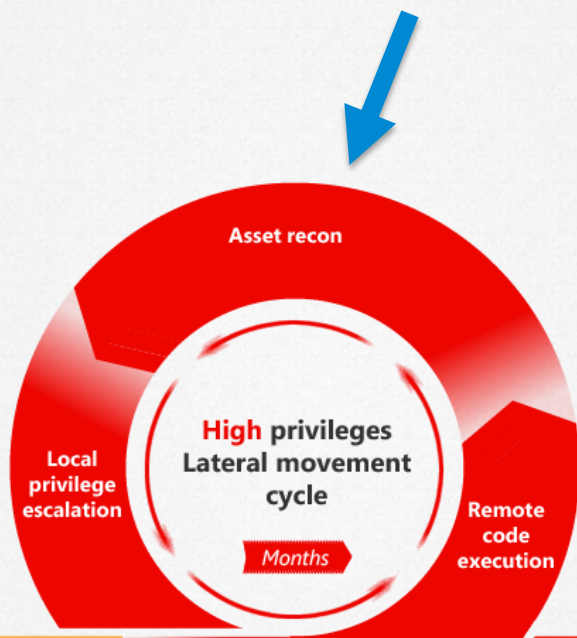 Asset recon
High privileges
Lateral movement
cycle
Months
Local
privilege
escalation
Remote
code
execution